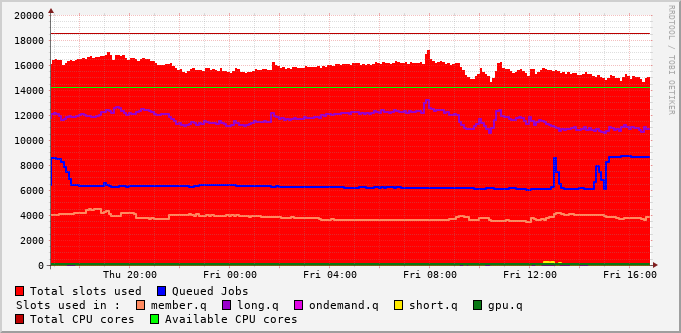 20000
18000
16000
14000
12000
10000
8000
6000
4000
2000
0
Thu 20:00 Fri 00:00 Fri 04:00 Fri 08:00 Fri 12:00 Fri 16:00
Total slots used Queued Jobs
Slots used in : member.q long.q ondemand.q short.q gpu.q
Total CPU cores Available CPU cores
RRDTOOL / TOBI OETIKER